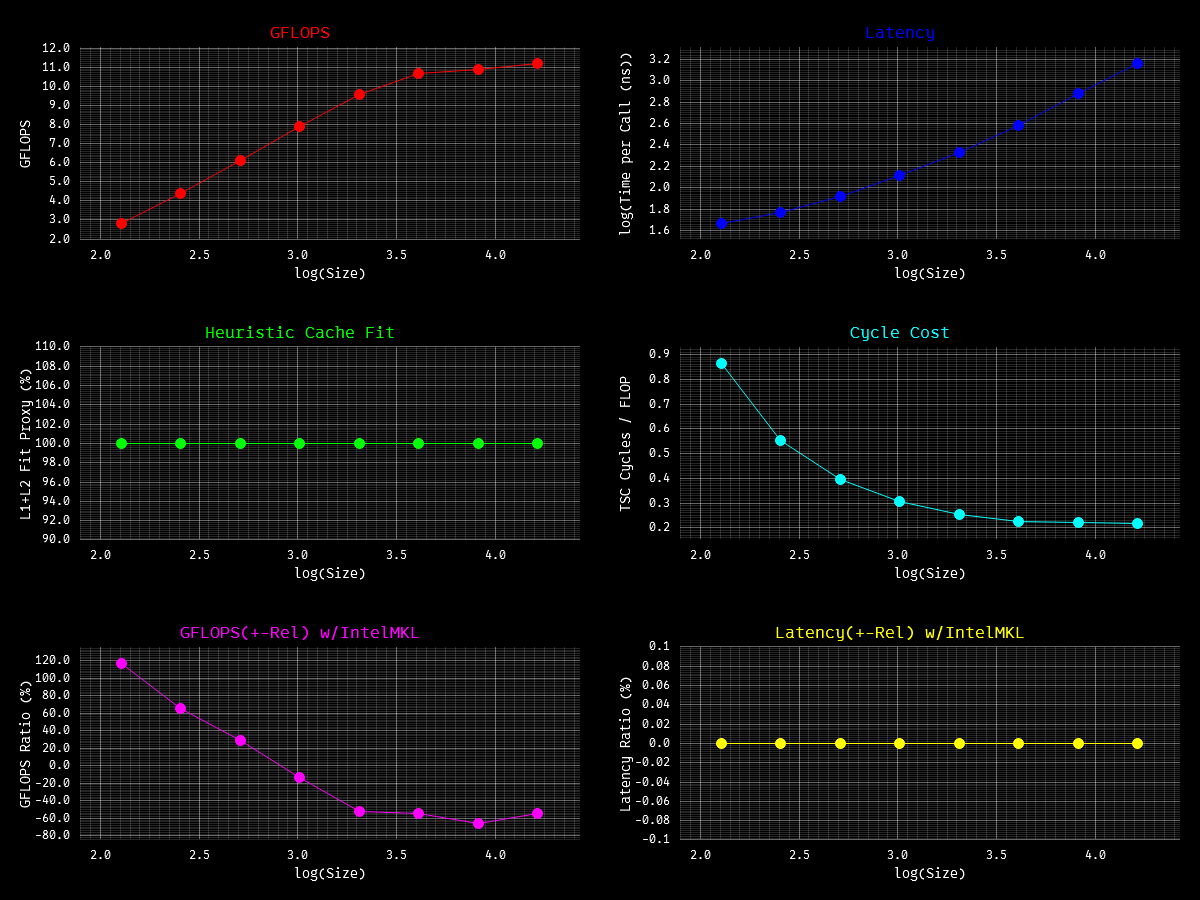 GFLOPS
12.0
11.0
10.0
9.0
8.0
7.0
6.0
5.0
4.0
3.0
2.0
GFLOPS
2.0 2.5 3.0 3.5 4.0
log(Size)
Latency
3.2
3.0
2.8
2.6
2.4
2.2
2.0
1.8
1.6
log(Time per Call (ns))
2.0 2.5 3.0 3.5 4.0
log(Size)
Heuristic Cache Fit
110.0
108.0
106.0
104.0
102.0
100.0
98.0
96.0
94.0
92.0
90.0
L1+L2 Fit Proxy (%)
2.0 2.5 3.0 3.5 4.0
log(Size)
Cycle Cost
0.9
0.8
0.7
0.6
0.5
0.4
0.3
0.2
TSC Cycles / FLOP
2.0 2.5 3.0 3.5 4.0
log(Size)
GFLOPS(+-Rel) w/IntelMKL
120.0
100.0
80.0
60.0
40.0
20.0
0.0
-20.0
-40.0
-60.0
-80.0
GFLOPS Ratio (%)
2.0 2.5 3.0 3.5 4.0
log(Size)
Latency(+-Rel) w/IntelMKL
0.1
0.08
0.06
0.04
0.02
0.0
-0.02
-0.04
-0.06
-0.08
-0.1
Latency Ratio (%)
2.0 2.5 3.0 3.5 4.0
log(Size)